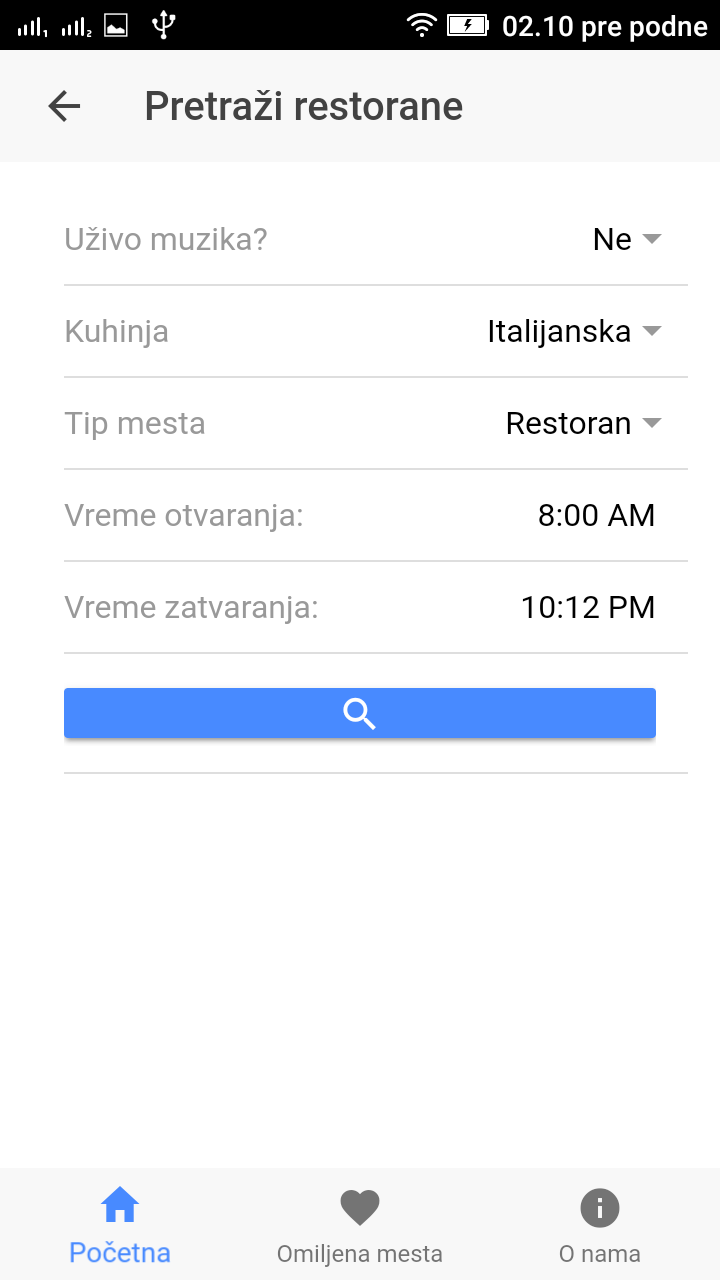 02.10 pre podne
Pretraži restorane
Uživo muzika? Ne
Kuhinja Italijanska
Tip mesta Restoran
Vreme otvaranja: 8:00 AM
Vreme zatvaranja: 10:12 PM
Početna Omiljena mesta O nama